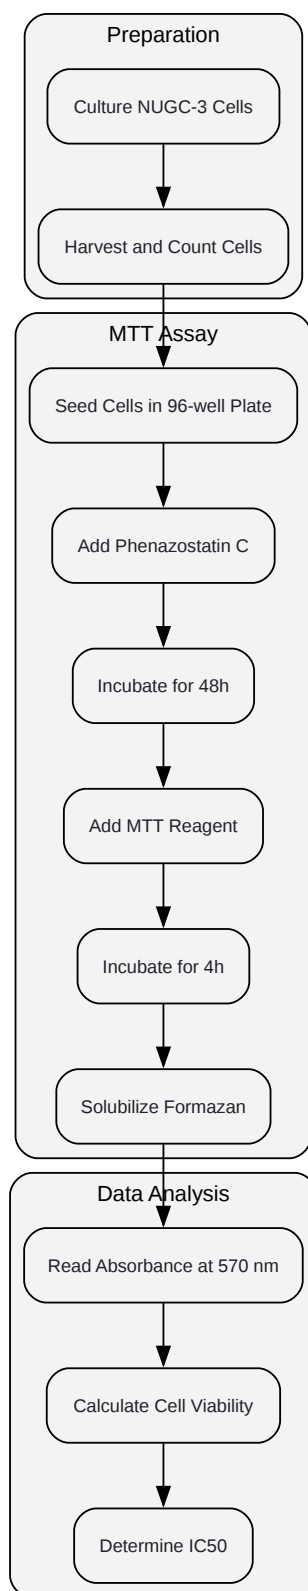 Preparation
Culture NUGC-3 Cells
Harvest and Count Cells
MTT Assay
Seed Cells in 96-well Plate
Add Phenazostatin C
Incubate for 48h
Add MTT Reagent
Incubate for 4h
Solubilize Formazan
Data Analysis
Read Absorbance at 570 nm
Calculate Cell Viability
Determine IC50